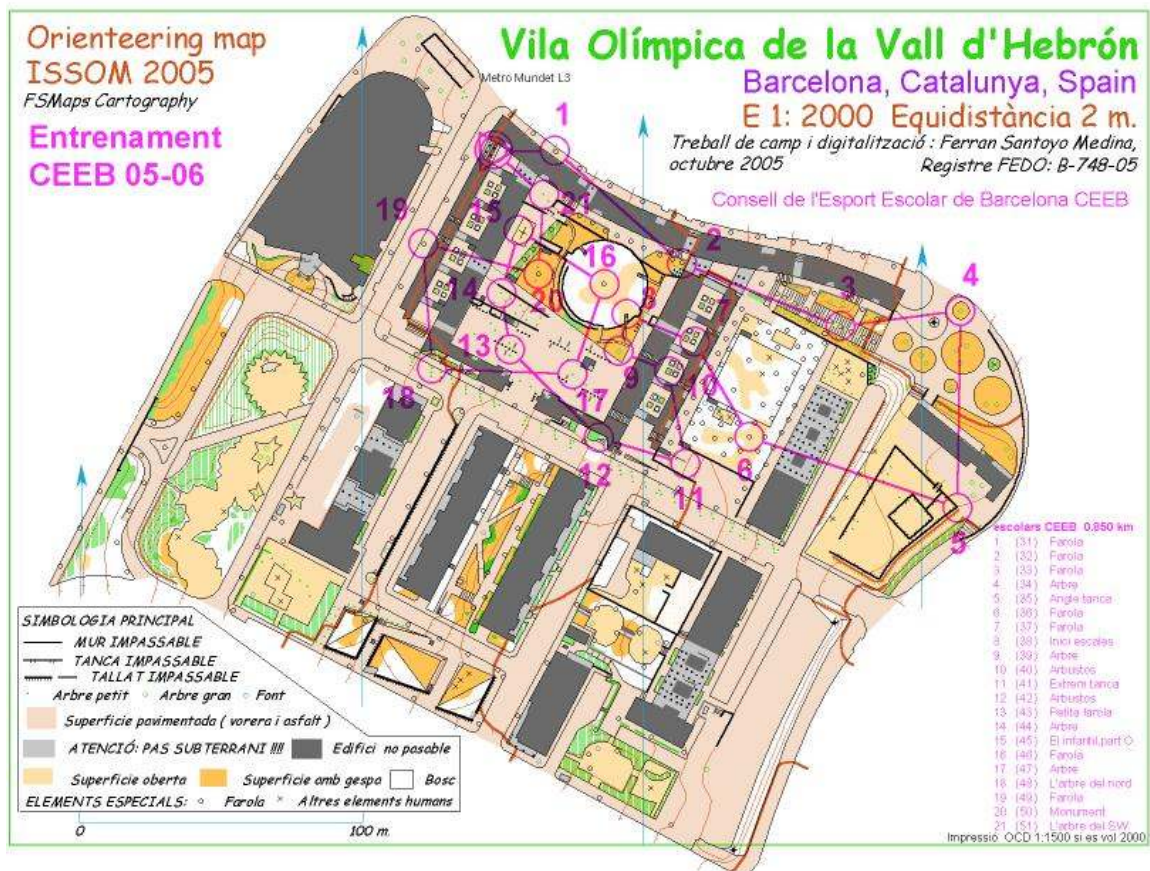 Orienteering map
ISSOM 2005
FSMaps Cartography
Entrenament
CEEB 05-06
Vila Olímpica de la Vall d'Hebrón
Metro Mundet L3
Barcelona, Catalunya, Spain
E 1: 2000 Equidistància 2 m.
Treball de camp i digitalització : Ferran Santoyo Medina,
octubre 2005 Registre FEDO: B-748-05
Consell de l'Esport Escolar de Barcelona CEEB
1
21
15
19
2
16
4
3
8
7
14
20
13
9
10
17
18
6
12
11
5
escolars CEEB 0.850 km
1 (31) Farola
2 (32) Farola
3 (33) Farola
4 (34) Arbre
5 (35) Angle tanca
6 (36) Farola
7 (37) Farola
8 (38) Inici escales
9 (39) Arbre
10 (40) Arbustos
11 (41) Extrem tanca
12 (42) Arbustos
13 (43) Petita farola
14 (44) Arbre
15 (45) El infantil,part O
16 (46) Farola
17 (47) Arbre
18 (48) L'arbre del nord
19 (49) Farola
20 (50) Monument
21 (51) L'arbre del SW
Impressió OCD 1:1500 si es vol 2000
SIMBOLOGIA PRINCIPAL
MUR IMPASSABLE
TANCA IMPASSABLE
TALLAT IMPASSABLE
Arbre petit Arbre gran Font
Superficie pavimentada ( vorera i asfalt )
ATENCIÓ: PAS SUBTERRANI !!!! Edifici no pasable
Superficie oberta Superficie amb gespa Bosc
ELEMENTS ESPECIALS: Farola Altres elements humans
0 100 m.